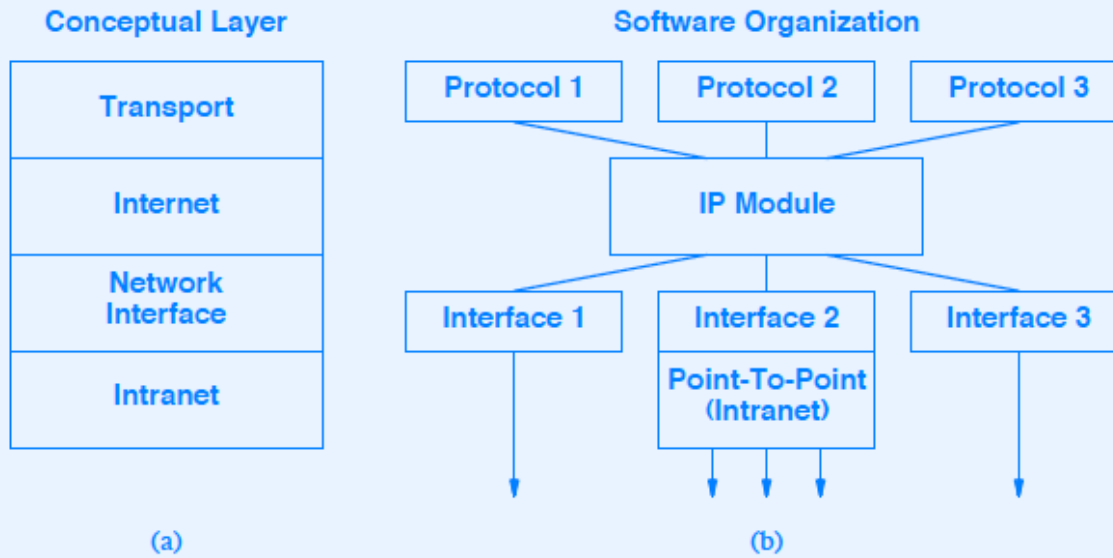 Conceptual Layer
Software Organization
Transport
Internet
Network
Interface
Intranet
Protocol 1
Protocol 2
Protocol 3
IP Module
Interface 1
Interface 2
Interface 3
Point-To-Point
(Intranet)
(a)
(b)